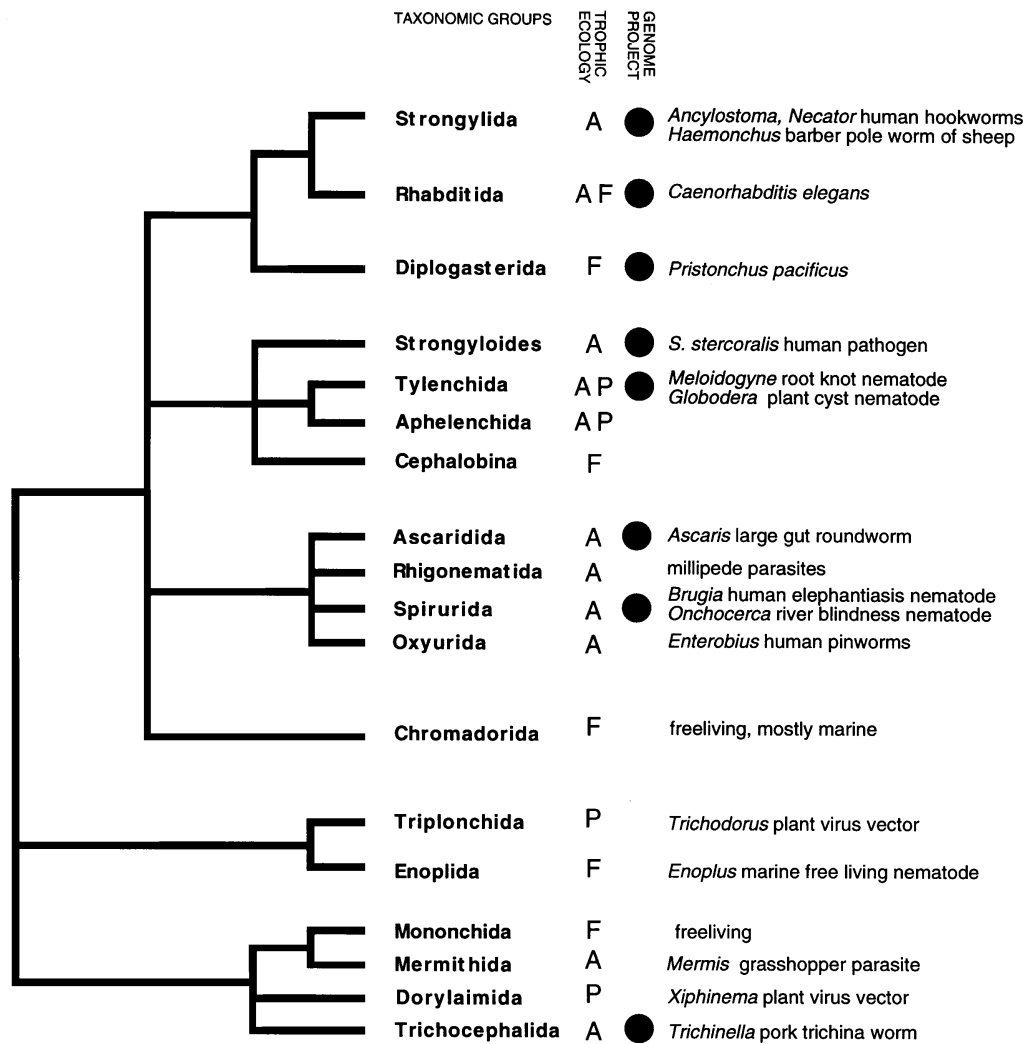 TAXONOMIC GROUPS
TROPHIC ECOLOGY
GENOME PROJECT
Strongylida A Ancylostoma, Necator human hookworms
Haemonchus barber pole worm of sheep
Rhabditida A F Caenorhabditis elegans
Diplogasterida F Pristonchus pacificus
Strongyloides A S. stercoralis human pathogen
Tylenchida A P Meloidogyne root knot nematode
Globodera plant cyst nematode
Aphelenchida A P
Cephalobina F
Ascaridida A Ascaris large gut roundworm
Rhigonematida A millipede parasites
Spirurida A Brugia human elephantiasis nematode
Onchocerca river blindness nematode
Oxyurida A Enterobius human pinworms
Chromadorida F freeliving, mostly marine
Triplonchida P Trichodorus plant virus vector
Enoplida F Enoplus marine free living nematode
Mononchida F freeliving
Mermithida A Mermis grasshopper parasite
Dorylaimida P Xiphinema plant virus vector
Trichocephalida A Trichinella pork trichina worm